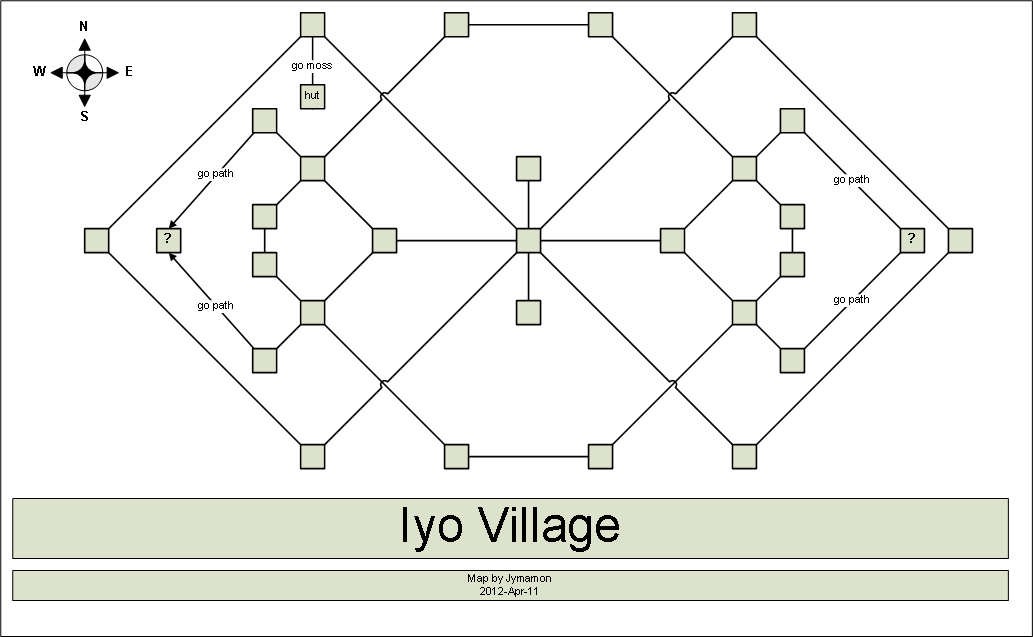 N
W E
S
go moss
hut
go path
go path
? ?
go path
go path
Iyo Village
Map by Jymamon
2012-Apr-11